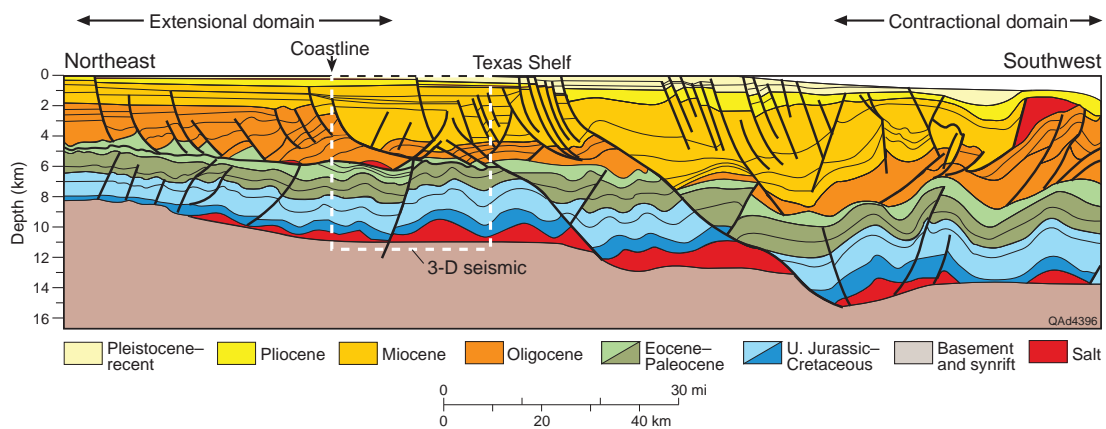 Extensional domain
Contractional domain
Coastline
Northeast
Texas Shelf
Southwest
Depth (km)
0
2
4
6
8
10
12
14
16
3-D seismic
QAd4396
Pleistocene–
recent
Pliocene
Miocene
Oligocene
Eocene–
Paleocene
U. Jurassic–
Cretaceous
Basement
and synrift
Salt
0
30 mi
0
20
40 km